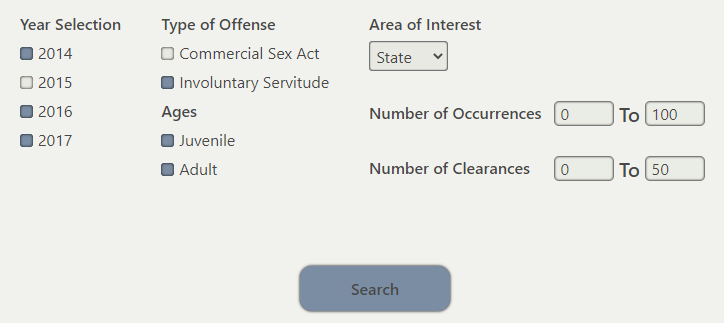 Year Selection
2014
2015
2016
2017
Type of Offense
Commercial Sex Act
Involuntary Servitude
Ages
Juvenile
Adult
Area of Interest
State
Number of Occurrences 0 To 100
Number of Clearances 0 To 50
Search